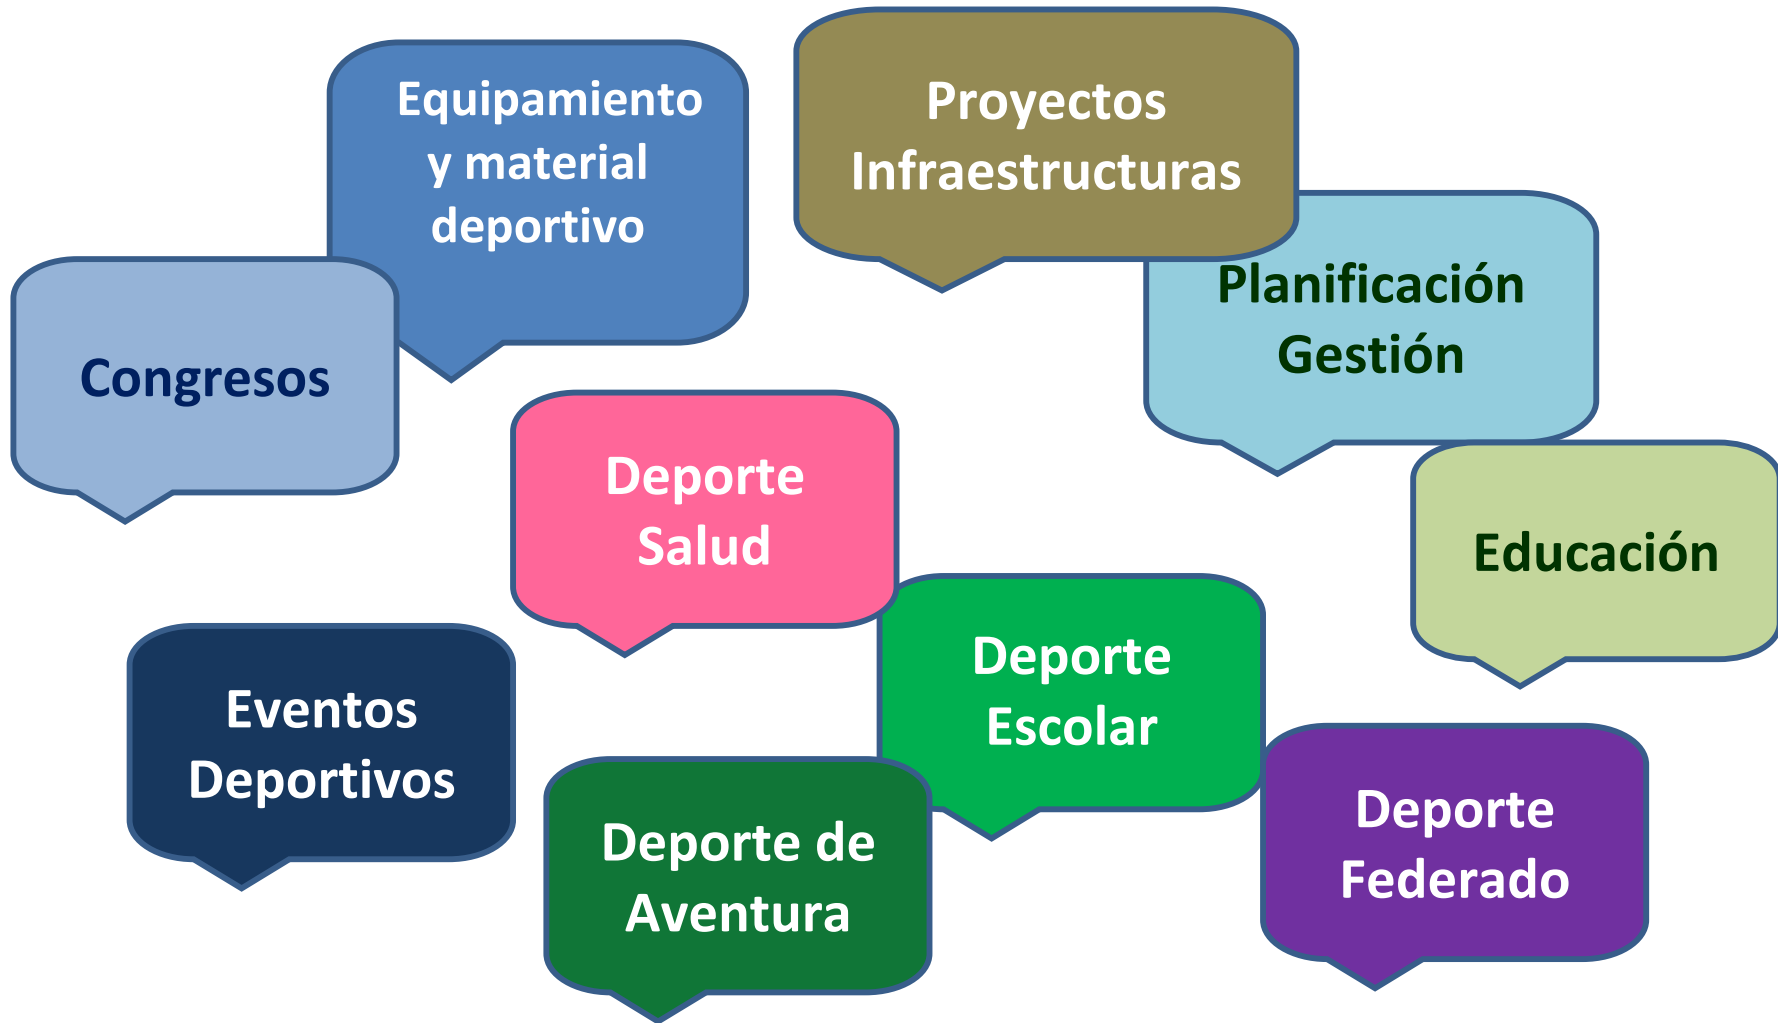 Equipamiento
y material
deportivo
Proyectos
Infraestructuras
Planificación
Gestión
Congresos
Deporte
Salud
Educación
Deporte
Escolar
Eventos
Deportivos
Deporte de
Aventura
Deporte
Federado